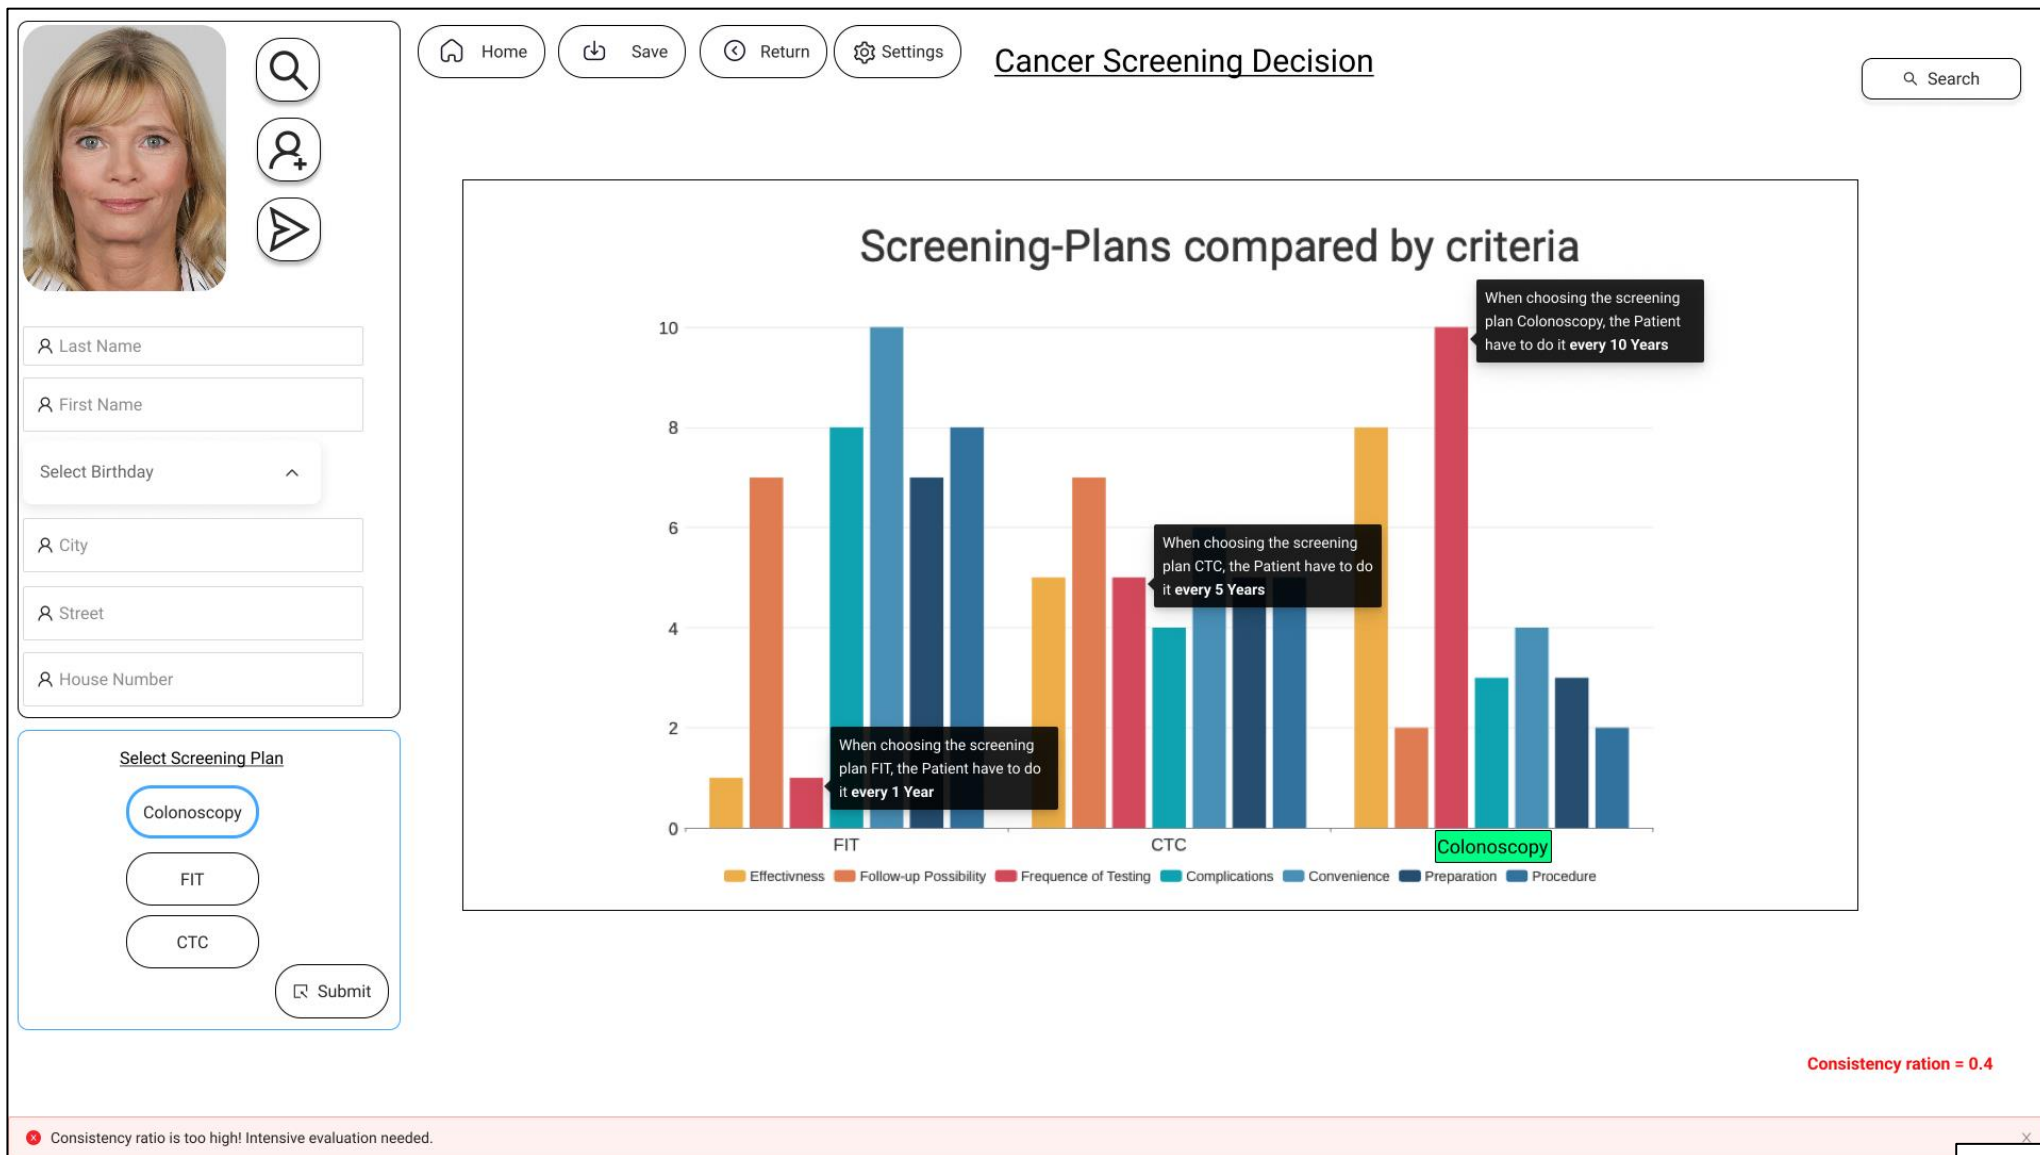 Home
Save
Return
Settings
Cancer Screening Decision
Search
Last Name
First Name
Select Birthday
City
Street
House Number
Select Screening Plan
Colonoscopy
FIT
CTC
Submit
Screening-Plans compared by criteria
When choosing the screening
plan Colonoscopy, the Patient
have to do it every 10 Years
10
8
6
4
2
0
When choosing the screening
plan CTC, the Patient have to do
it every 5 Years
When choosing the screening
plan FIT, the Patient have to do
it every 1 Year
FIT
CTC
Colonoscopy
Effectivness
Follow-up Possibility
Frequence of Testing
Complications
Convenience
Preparation
Procedure
Consistency ration = 0.4
Consistency ratio is too high! Intensive evaluation needed.